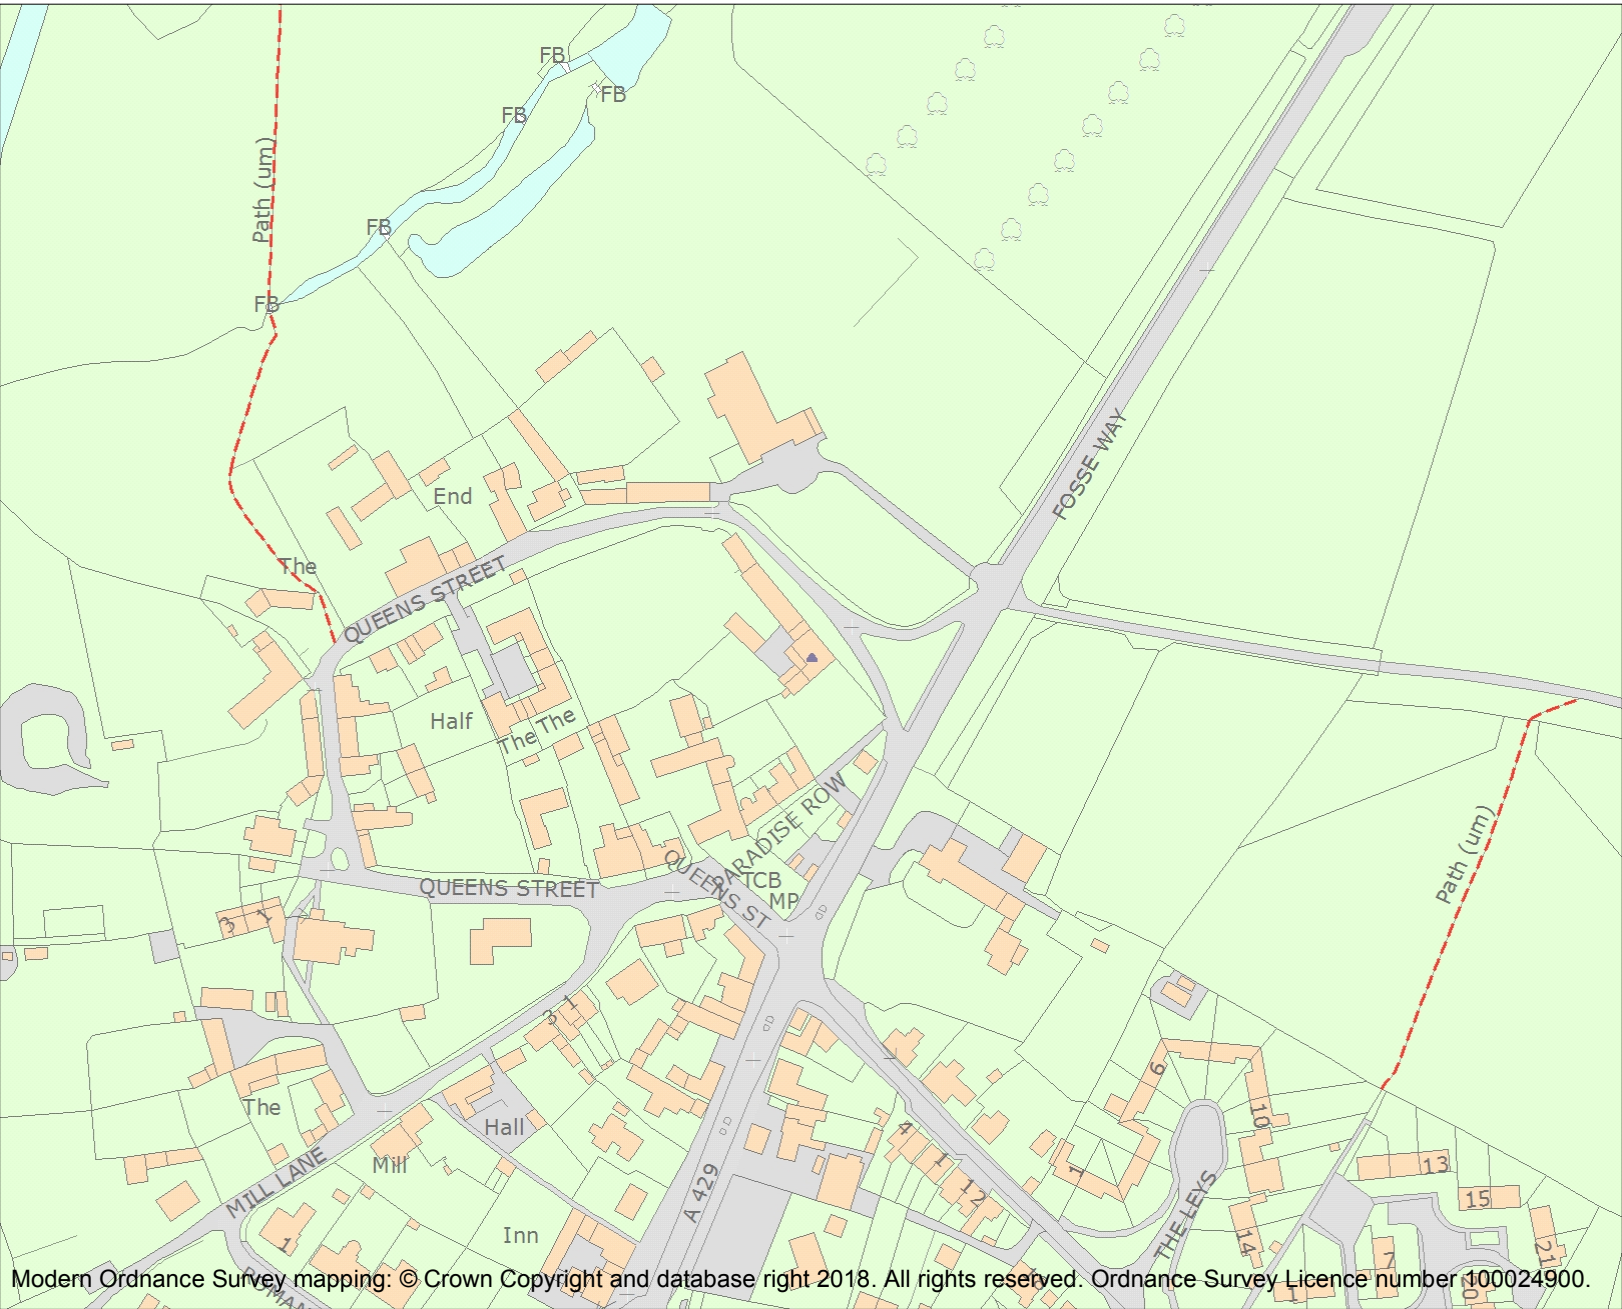 FB
FB
FB
Path (um)
FB
FB
FOSSE WAY
End
The
QUEENS STREET
Half
The
The
PARADISE ROW
Path (um)
QUEENS STREET
QUEENS ST
TCB
MP
3
1
3
1
6
10
The
Hall
4
1
1
12
Mill
MILL LANE
A 429
THE LEYS
13
15
14
Inn
1
7
21
20
1
Modern Ordnance Survey mapping: © Crown Copyright and database right 2018. All rights reserved. Ordnance Survey Licence number 100024900.